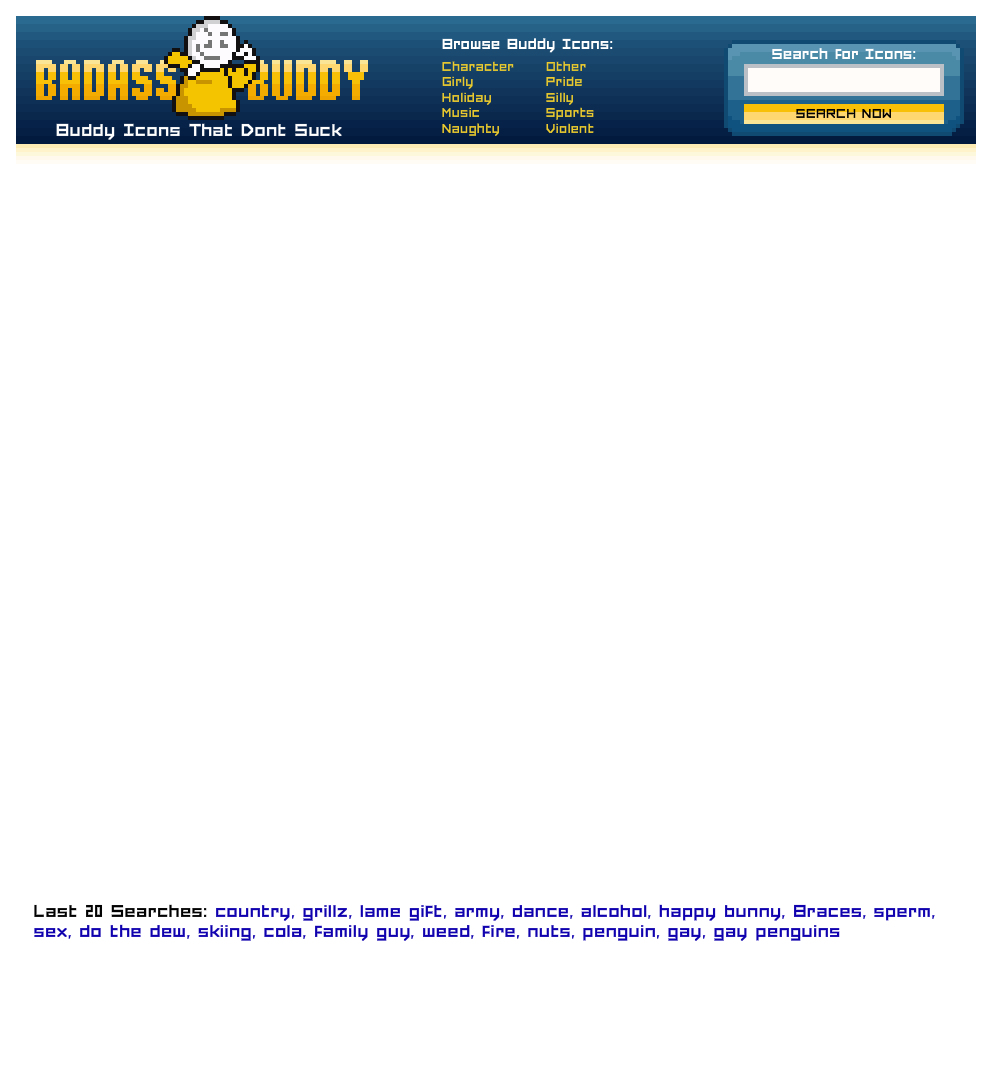 BADASS BUDDY
Buddy Icons That Dont Suck
Browse Buddy Icons:
Character Other
Girly Pride
Holiday Silly
Music Sports
Naughty Violent
Search For Icons:
SEARCH NOW
Last 20 Searches: country, grillz, lame gift, army, dance, alcohol, happy bunny, Braces, sperm,
sex, do the dew, skiing, cola, Family guy, weed, Fire, nuts, penguin, gay, gay penguins